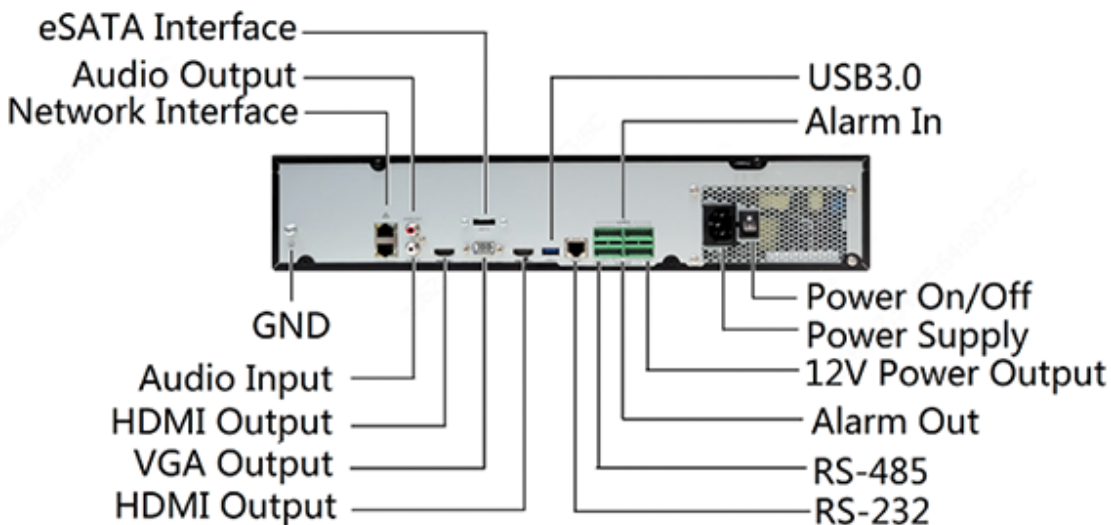 eSATA Interface
Audio Output
Network Interface
USB3.0
Alarm In
GND
Audio Input
HDMI Output
VGA Output
HDMI Output
Power On/Off
Power Supply
12V Power Output
Alarm Out
RS-485
RS-232